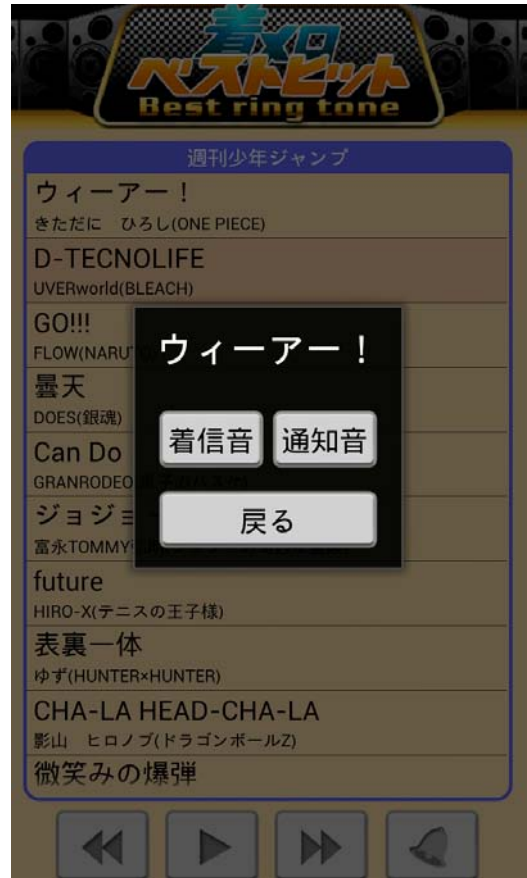 着メロ
ベストヒット
Best ring tone
週刊少年ジャンプ
ウィーアー！
きただに ひろし(ONE PIECE)
D-TECNOLIFE
UVERworld(BLEACH)
GO!!!
FLOW(NARU
ウィーアー！
曇天
DOES(銀魂)
着信音 通知音
Can Do
GRANRODEO
ジョジョ
戻る
富永TOMMY
future
HIRO-X(テニスの王子様)
表裏一体
ゆず(HUNTER×HUNTER)
CHA-LA HEAD-CHA-LA
影山 ヒロノブ(ドラゴンボールZ)
微笑みの爆弾